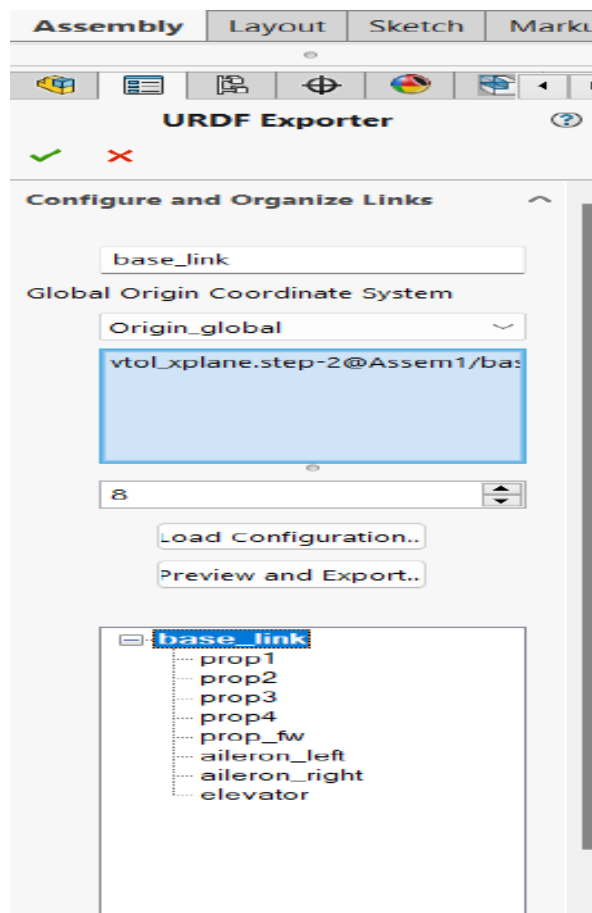 Assembly Layout Sketch
URDF Exporter
Configure and Organize Links
base_link
Global Origin Coordinate System
Origin_global
vtol_xplane.step-2@Assem1/bas
8
Load Configuration..
Preview and Export..
base_link
prop1
prop2
prop3
prop4
prop_fw
aileron_left
aileron_right
elevator